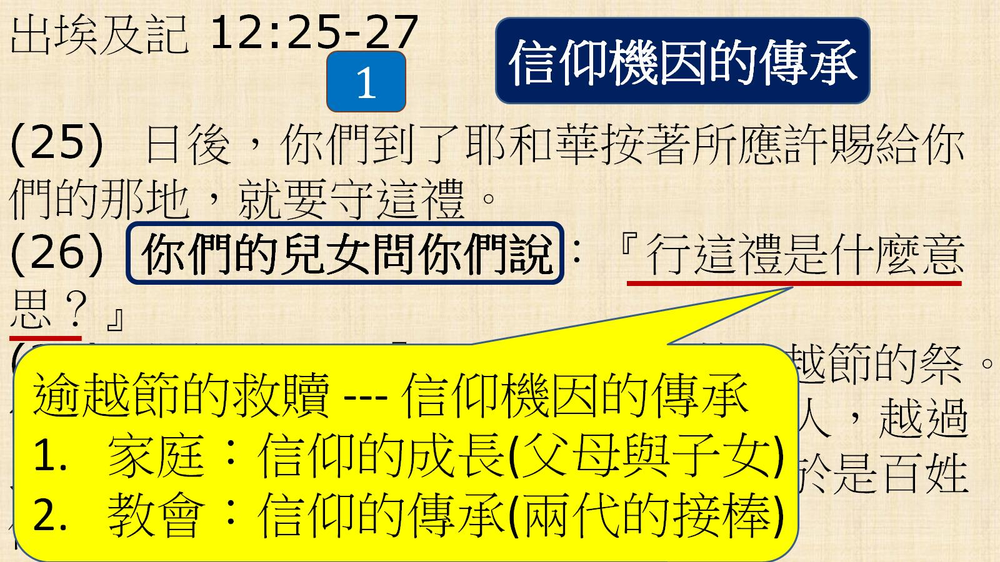 出埃及記 12:25-27
1
信仰機因的傳承
(25) 日後，你們到了耶和華按著所應許賜給你
們的那地，就要守這禮。
(26) 你們的兒女問你們說：『行這禮是什麼意
思？』
越節的祭。
人，越過
於是百姓
逾越節的救贖 --- 信仰機因的傳承
1. 家庭：信仰的成長(父母與子女)
2. 教會：信仰的傳承(兩代的接棒)